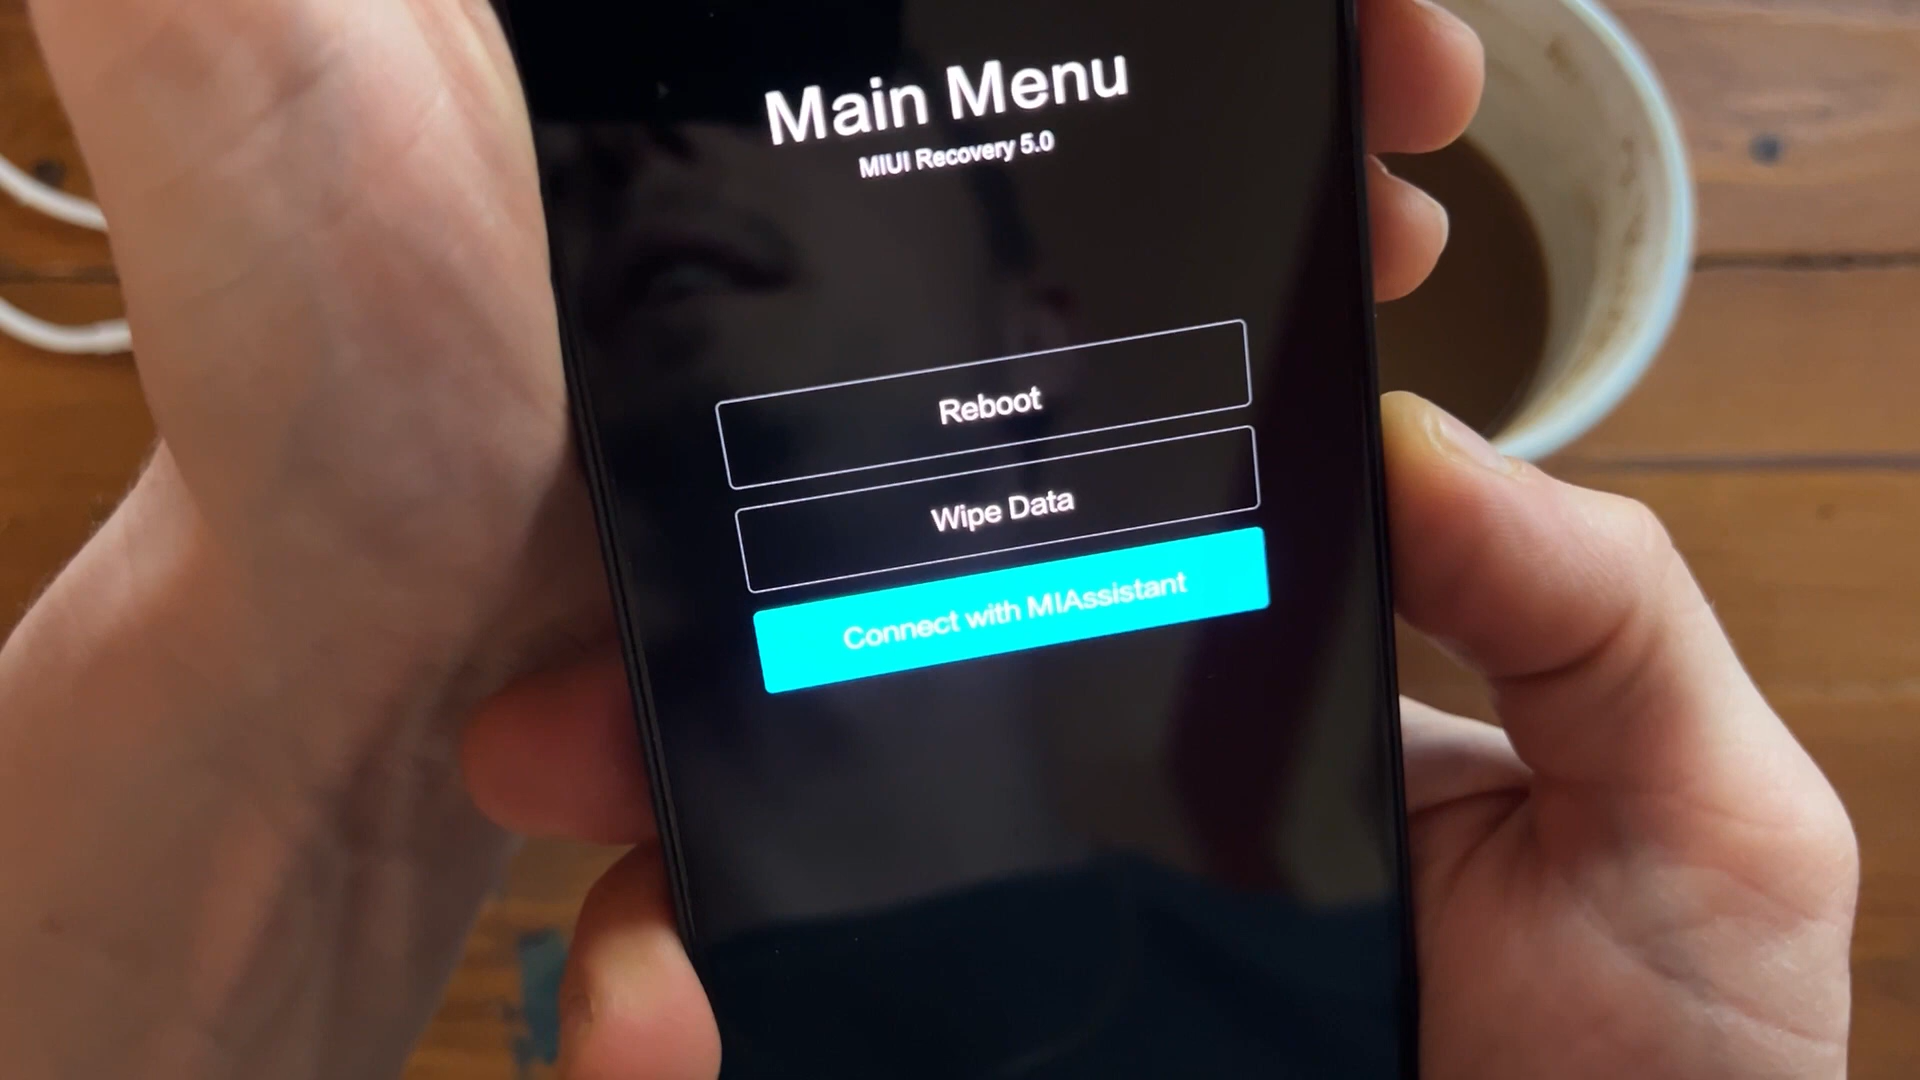 Main Menu
MIUI Recovery 5.0
Reboot
Wipe Data
Connect with MIAssistant